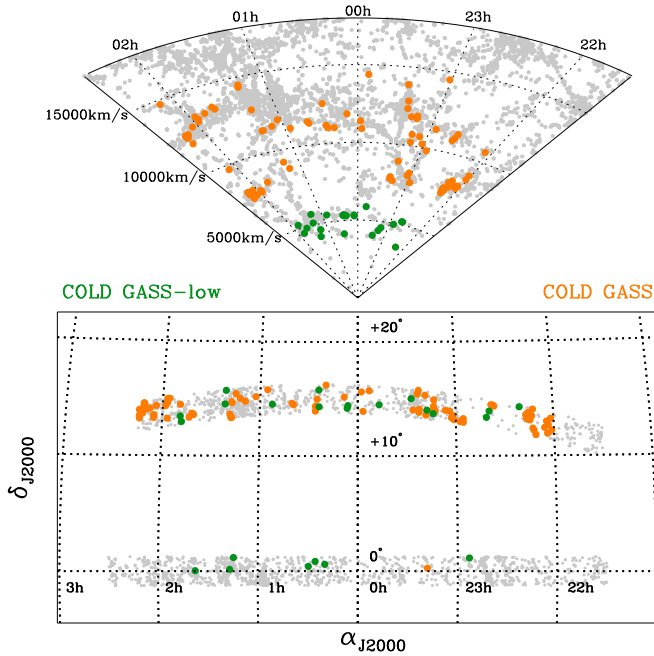 02h 01h 00h 23h 22h
15000km/s
10000km/s
5000km/s
COLD GASS-low COLD GASS
+20°
+10°
0°
3h 2h 1h 0h 23h 22h
δJ2000
αJ2000